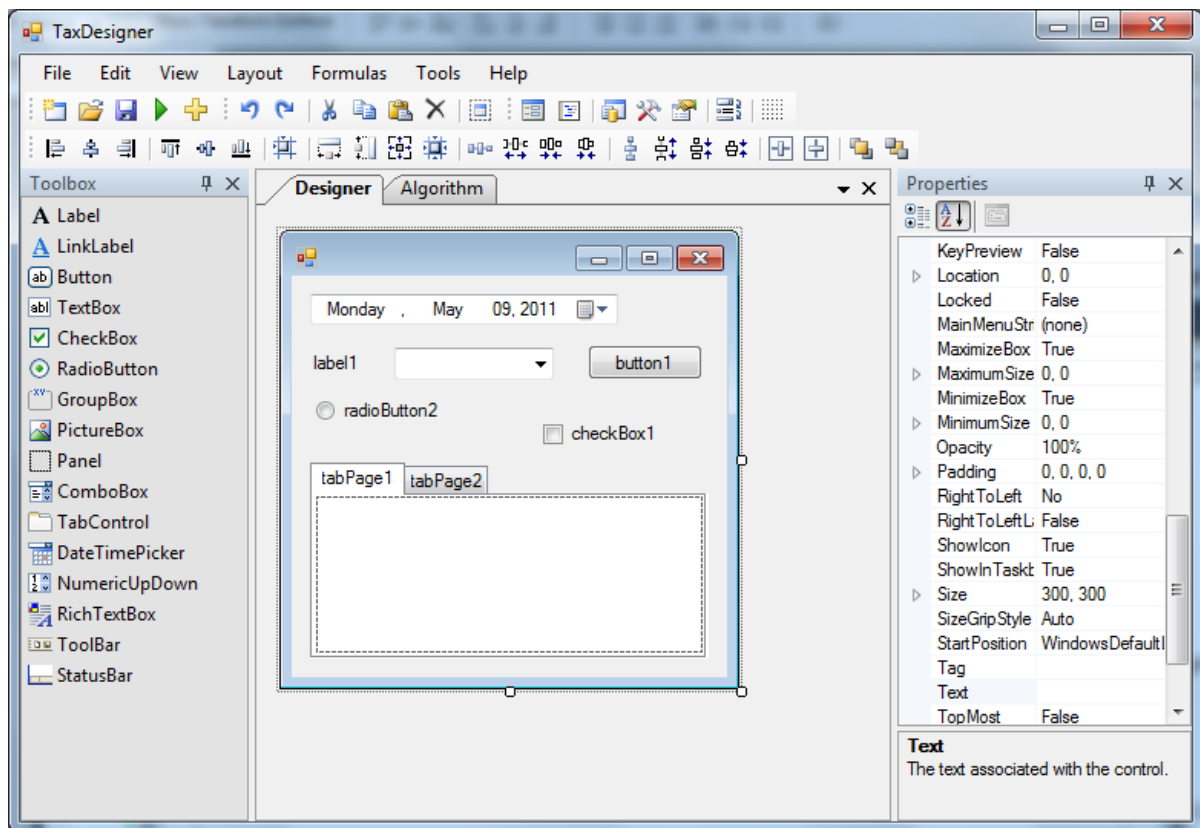 TaxDesigner
File Edit View Layout Formulas Tools Help
Toolbox
A Label
A LinkLabel
ab Button
abl TextBox
CheckBox
RadioButton
XY GroupBox
PictureBox
Panel
ComboBox
TabControl
DateTimePicker
NumericUpDown
RichTextBox
ToolBar
StatusBar
Designer Algorithm
Monday , May 09, 2011
label1 button1
radioButton2
checkBox1
tabPage1 tabPage2
Properties
KeyPreview False
Location 0, 0
Locked False
MainMenuStr (none)
MaximizeBox True
MaximumSize 0, 0
MinimizeBox True
MinimumSize 0, 0
Opacity 100%
Padding 0, 0, 0, 0
RightToLeft No
RightToLeftL False
ShowIcon True
ShowInTaskb True
Size 300, 300
SizeGripStyle Auto
StartPosition WindowsDefaultl
Tag
Text
TopMost False
Text
The text associated with the control.